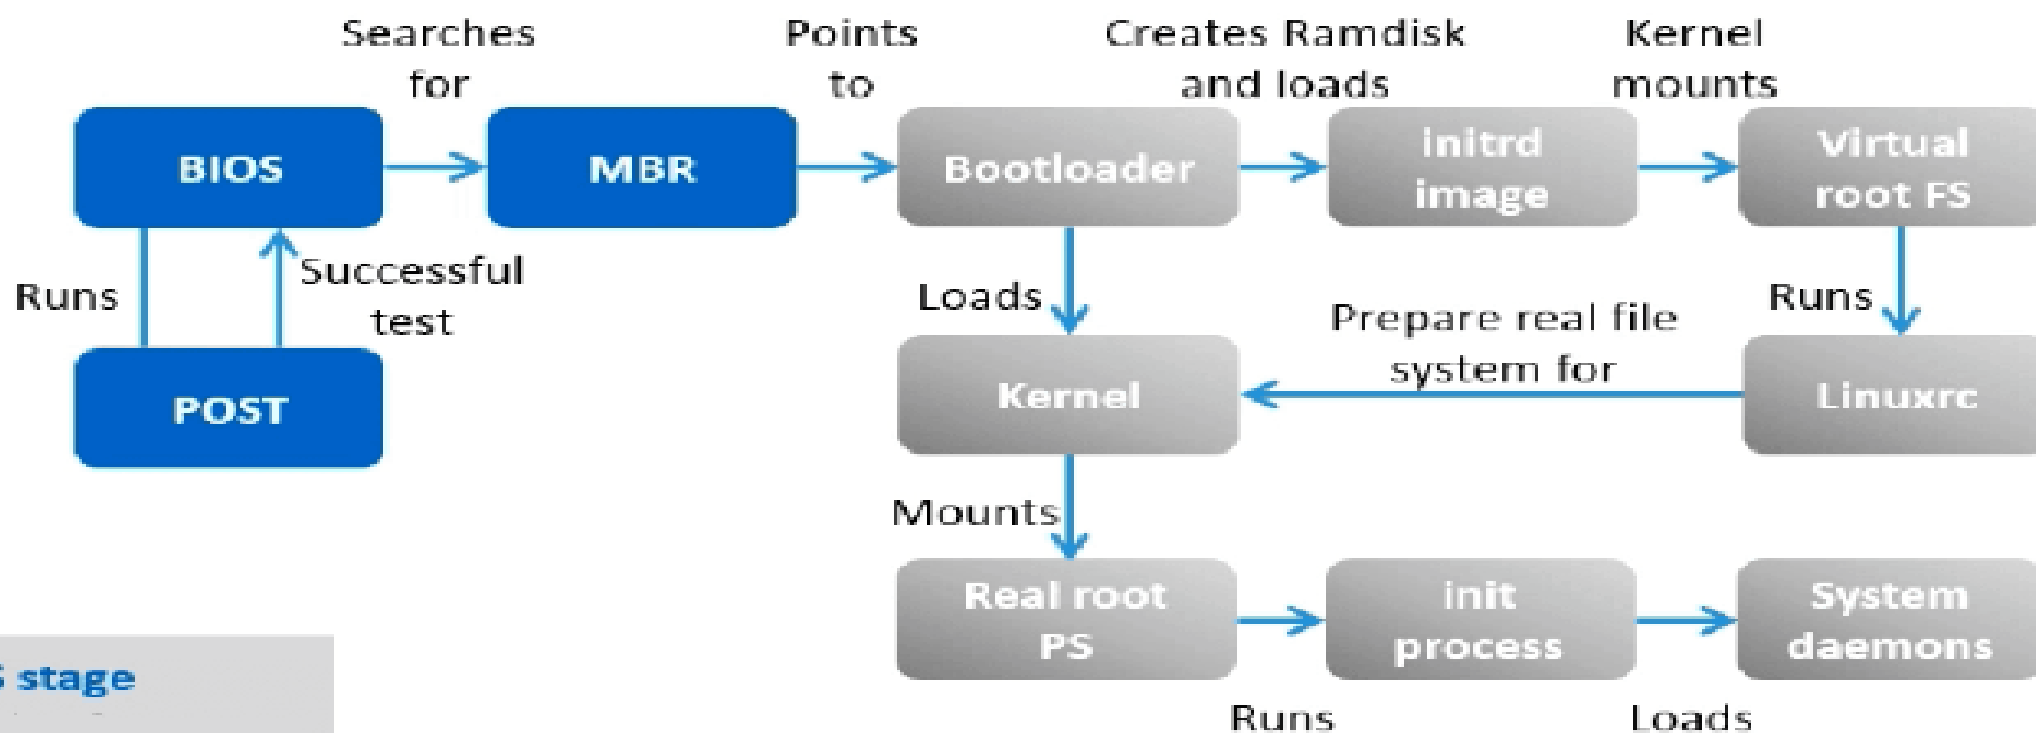 Searches
for
Points
to
Creates Ramdisk
and loads
Kernel
mounts
BIOS
MBR
Bootloader
initrd
image
Virtual
root FS
Runs
Successful
test
Loads
Prepare real file
system for
Runs
POST
Kernel
Linuxrc
Mounts
Real root
PS
init
process
System
daemons
stage
Runs
Loads